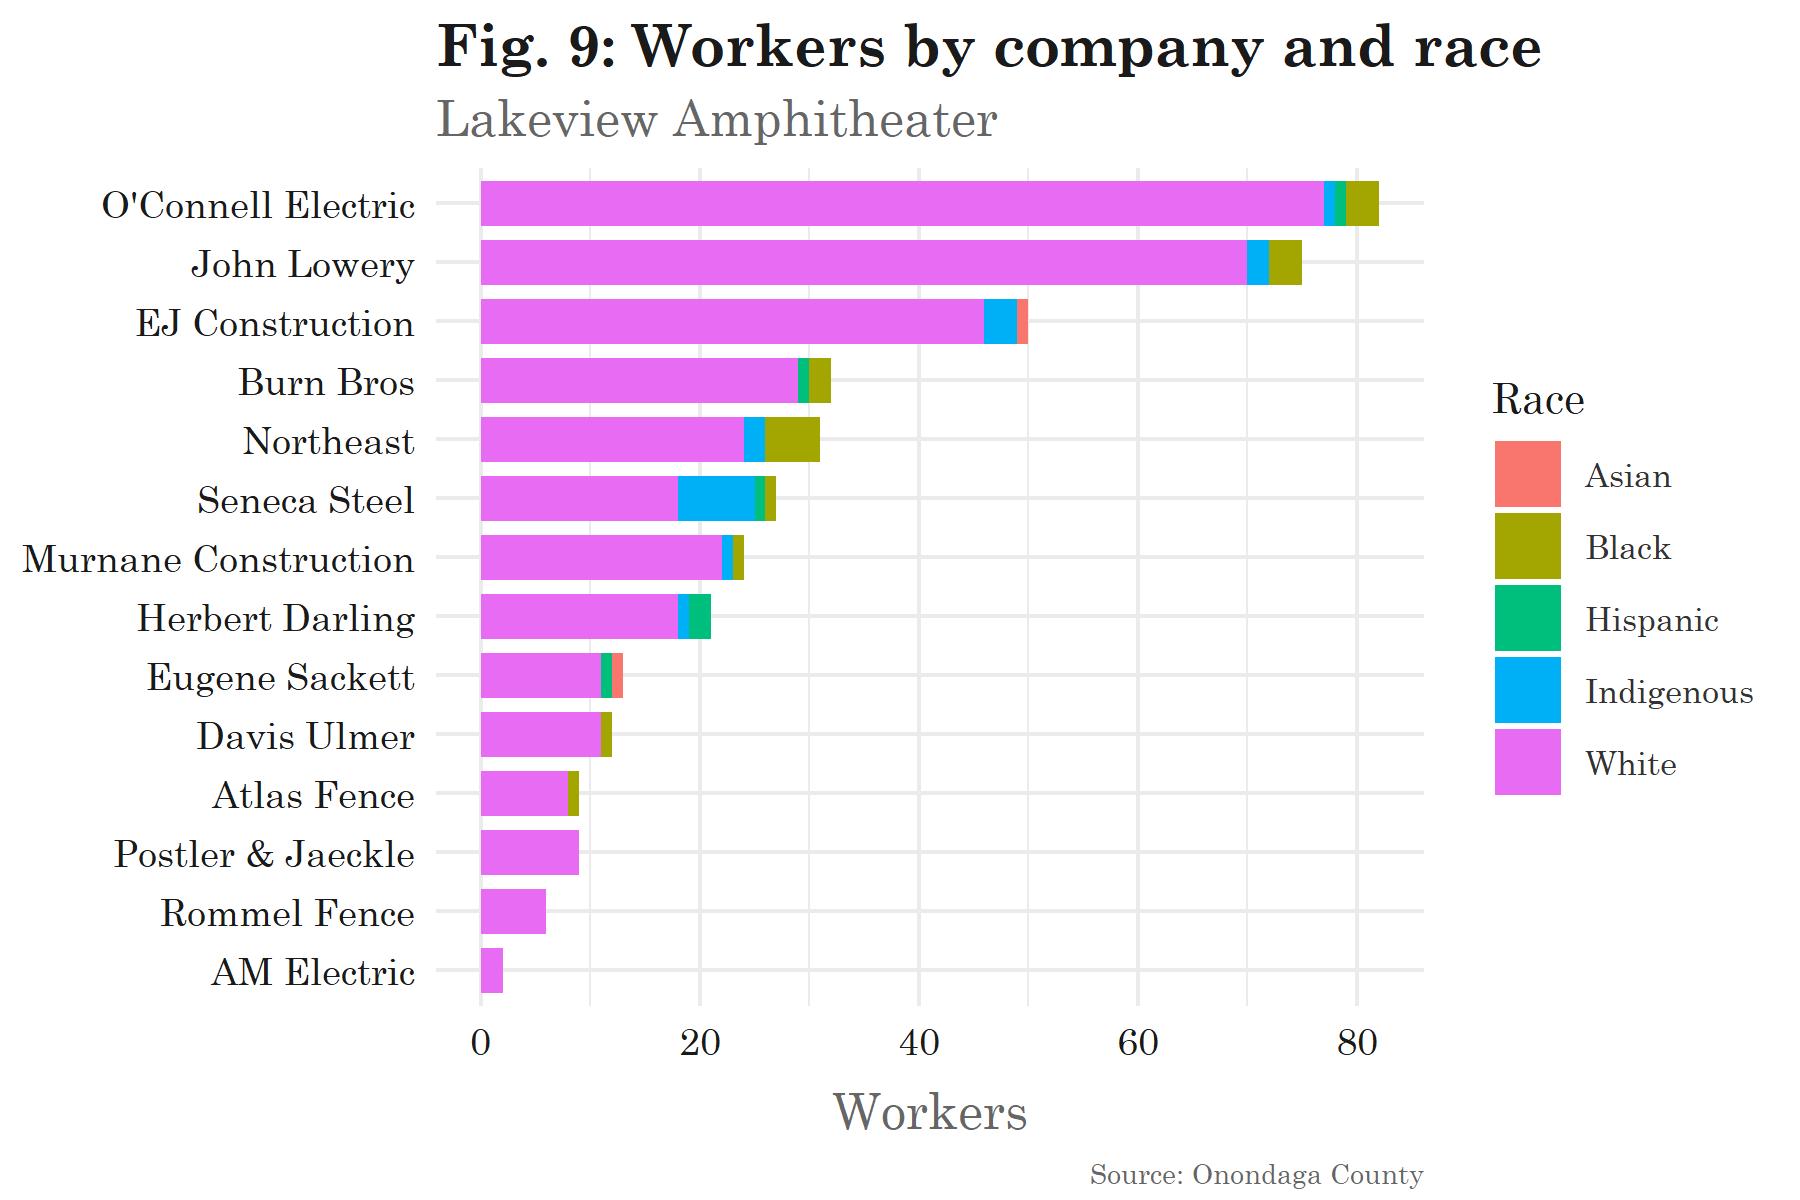 Fig. 9: Workers by company and race
Lakeview Amphitheater
O'Connell Electric
John Lowery
EJ Construction
Burn Bros
Northeast
Seneca Steel
Murnane Construction
Herbert Darling
Eugene Sackett
Davis Ulmer
Atlas Fence
Postler & Jaeckle
Rommel Fence
AM Electric
0 20 40 60 80
Workers
Race
Asian
Black
Hispanic
Indigenous
White
Source: Onondaga County